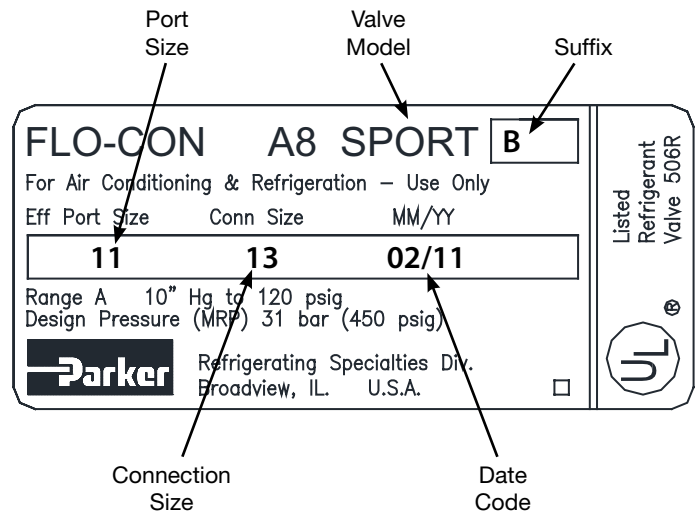 Port
Size
Valve
Model
Suffix
FLO-CON A8 SPORT B
For Air Conditioning & Refrigeration – Use Only
Eff Port Size Conn Size MM/YY
11 13 02/11
Range A 10" Hg to 120 psig
Design Pressure (MRP) 31 bar (450 psig)
Parker
Refrigerating Specialties Div.
Broadview, IL. U.S.A.
Listed
Refrigerant
Valve 506R
UL ®
Connection
Size
Date
Code